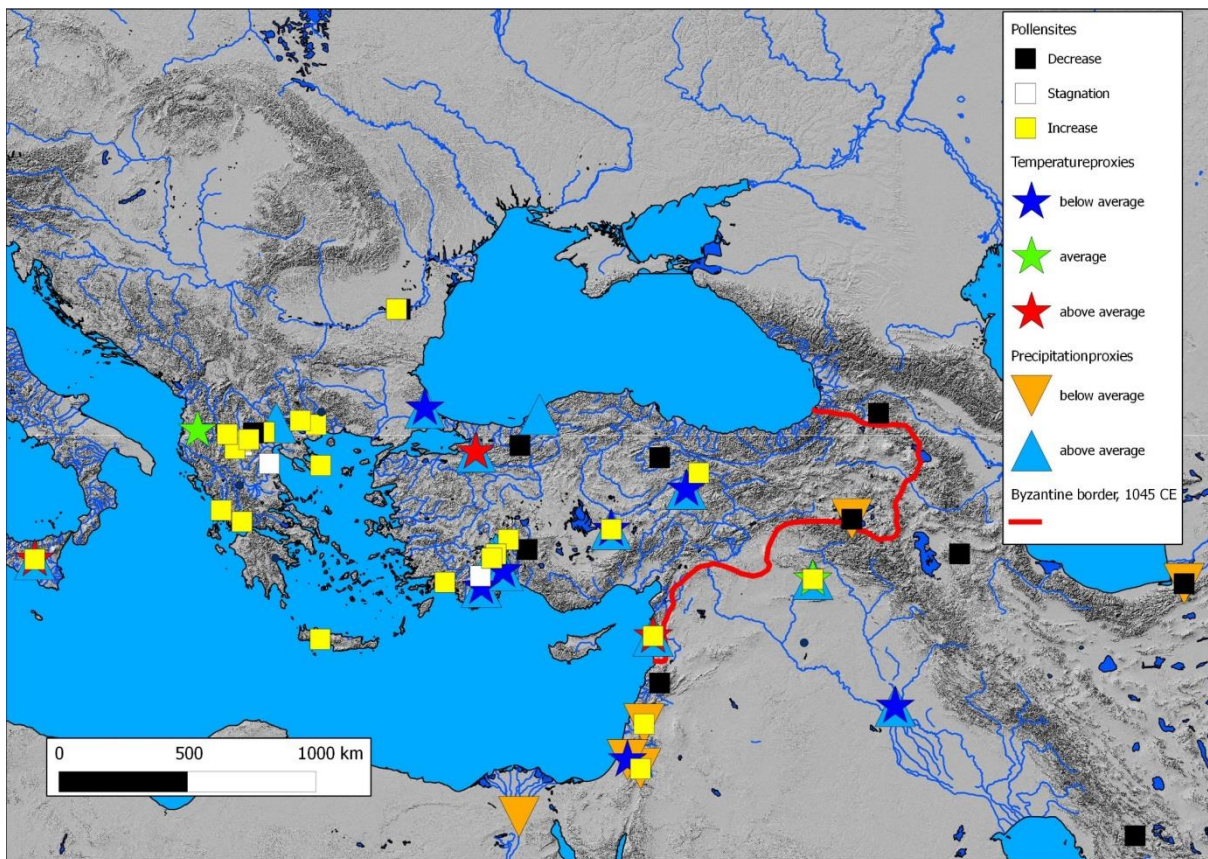 Pollensites
Decrease
Stagnation
Increase
Temperatureproxies
below average
average
above average
Precipitationproxies
below average
above average
Byzantine border, 1045 CE
0 500 1000 km